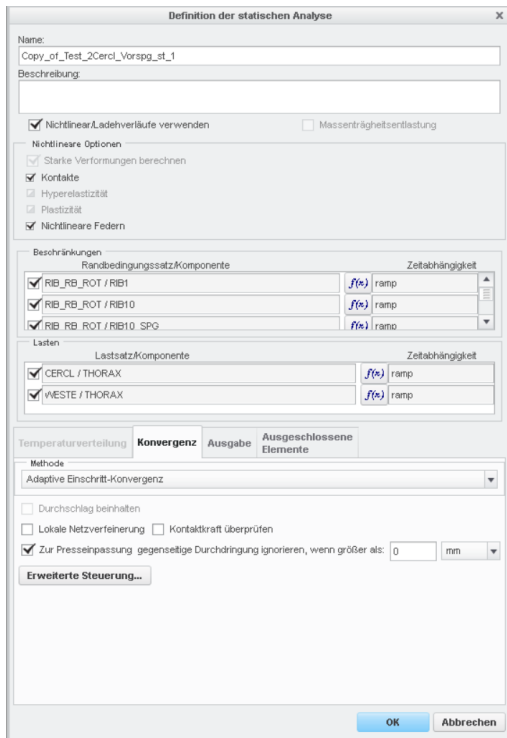 Definition der statischen Analyse x
Name:
Copy_of_Test_2Cercl_Vorspg_st_1
Beschreibung:
Nichtlinear/Ladehverläufe verwenden Massenträgheitsentlastung
Nichtlineare Optionen
Starke Verformungen berechnen
Kontakte
Hyperelastizität
Plastizität
Nichtlineare Federn
Beschränkungen
Randbedingungssatz/Komponente Zeitabhängigkeit
RIB_RB_ROT / RIB1 f(x) ramp
RIB_RB_ROT / RIB10 f(x) ramp
RIB_RB_ROT / RIB10_SPG f(x) ramp
Lasten
Lastsatz/Komponente Zeitabhängigkeit
CERCL / THORAX f(x) ramp
WESTE / THORAX f(x) ramp
Temperaturverteilung Konvergenz Ausgabe Ausgeschlossene
Elemente
Methode
Adaptive Einschritt-Konvergenz
Durchschlag beinhalten
Lokale Netzverfeinerung Kontaktkraft überprüfen
Zur Presseinpassung gegenseitige Durchdringung ignorieren, wenn größer als: 0 mm
Erweiterte Steuerung...
OK Abbrechen